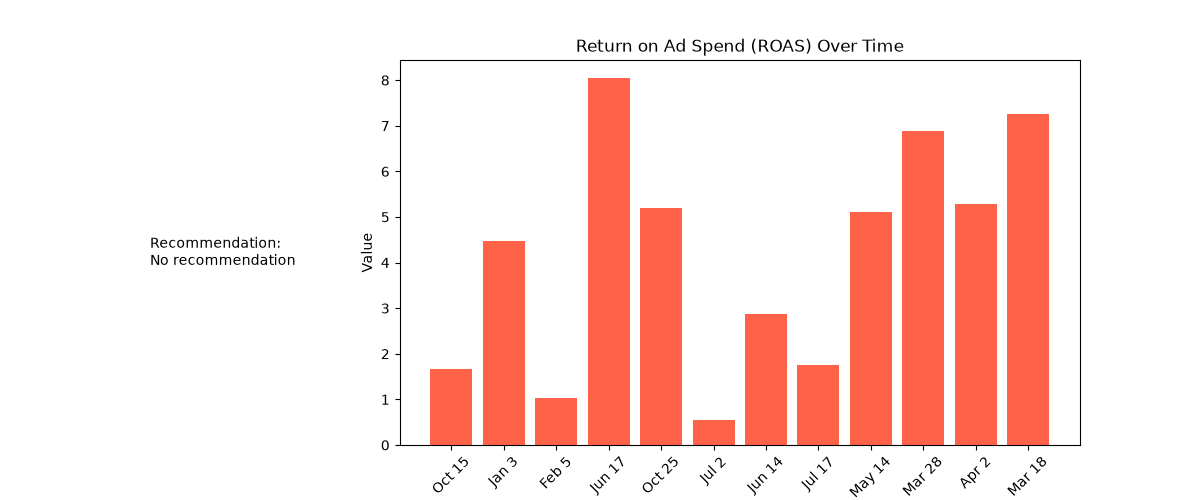 Return on Ad Spend (ROAS) Over Time
Recommendation:
No recommendation
Value
8
7
6
5
4
3
2
1
0
Oct 15
Jan 3
Feb 5
Jun 17
Oct 25
Jul 2
Jun 14
Jul 17
May 14
Mar 28
Apr 2
Mar 18